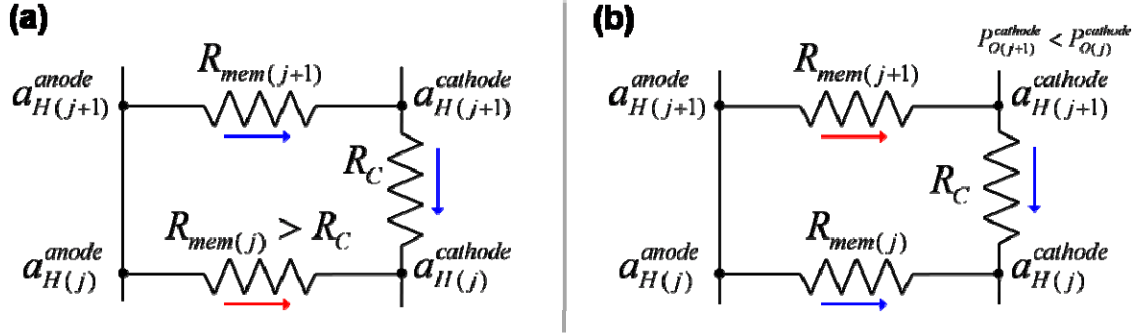 (a)
R_{mem(j+1)}
a_{H(j+1)}^{anode}
a_{H(j+1)}^{cathode}
R_C
R_{mem(j)} > R_C
a_{H(j)}^{anode}
a_{H(j)}^{cathode}
(b)
P_{O(j+1)}^{cathode} < P_{O(j)}^{cathode}
R_{mem(j+1)}
a_{H(j+1)}^{anode}
a_{H(j+1)}^{cathode}
R_C
R_{mem(j)}
a_{H(j)}^{anode}
a_{H(j)}^{cathode}